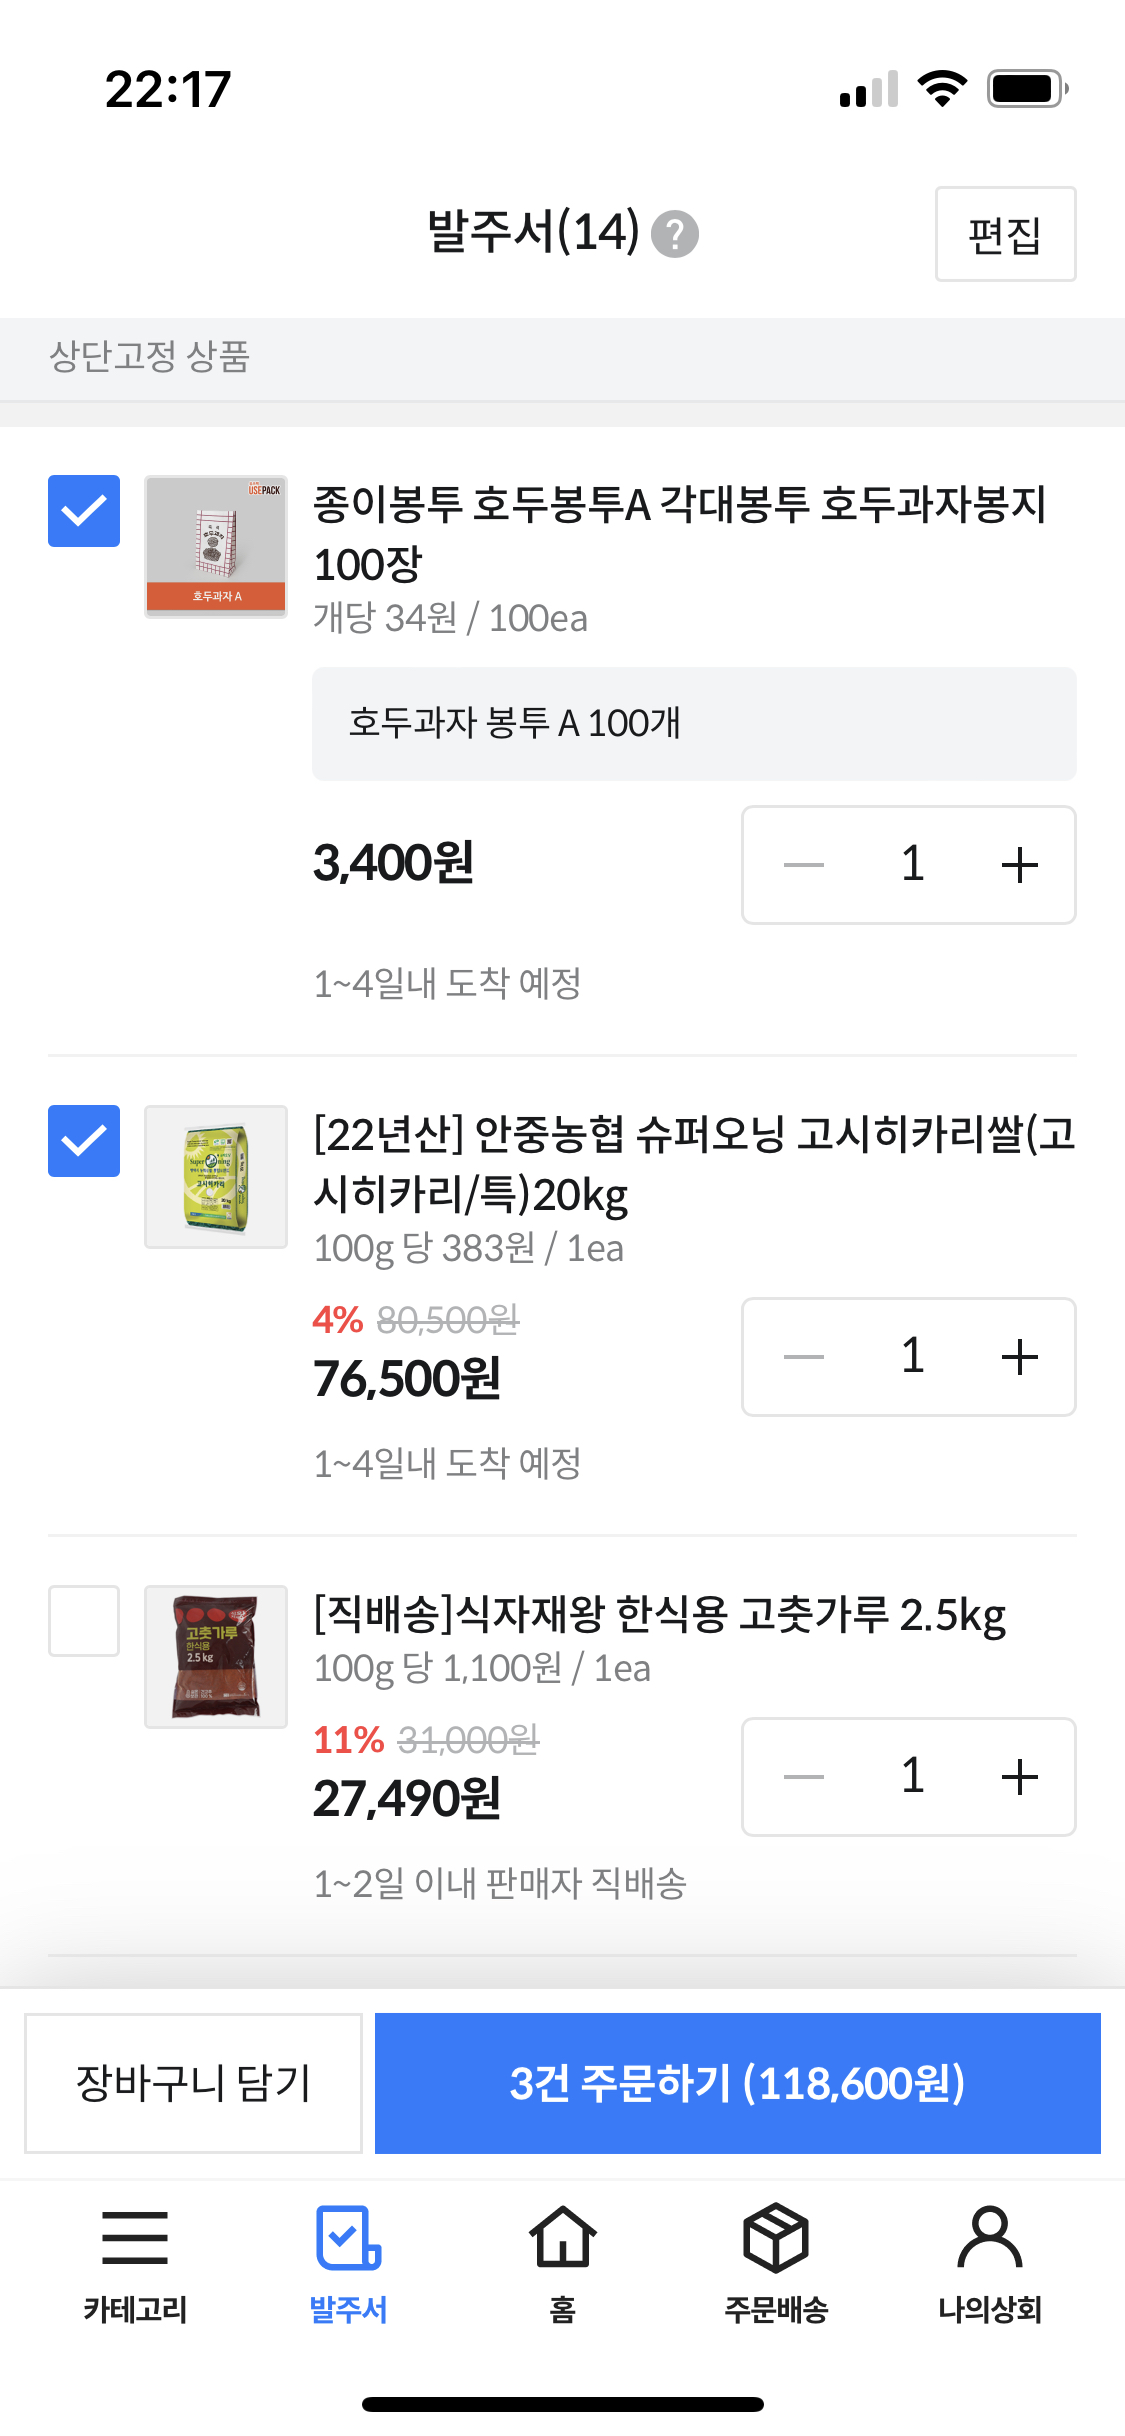 22:17
발주서(14) ?
편집
상단고정 상품
USEPACK
호두과자 A
종이봉투 호두봉투A 각대봉투 호두과자봉지
100장
개당 34원 / 100ea
호두과자 봉투 A 100개
3,400원
1
1~4일내 도착 예정
고시히카리
[22년산] 안중농협 슈퍼오닝 고시히카리쌀(고
시히카리/특)20kg
100g 당 383원 / 1ea
4% 80,500원
76,500원
1
1~4일내 도착 예정
고춧가루
한식용
2.5 kg
[직배송]식자재왕 한식용 고춧가루 2.5kg
100g 당 1,100원 / 1ea
11% 31,000원
27,490원
1
1~2일 이내 판매자 직배송
장바구니 담기
3건 주문하기 (118,600원)
카테고리
발주서
홈
주문배송
나의상회